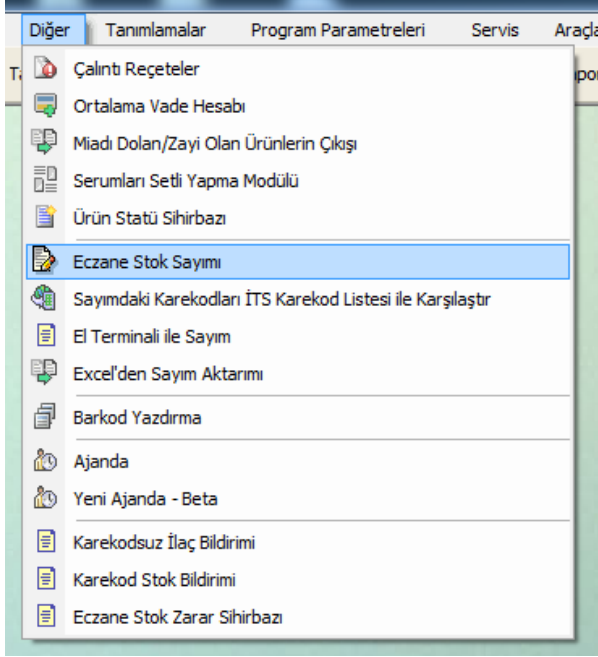 Diğer Tanımlamalar Program Parametreleri Servis
Çalıntı Reçeteler
Ortalama Vade Hesabı
Miadı Dolan/Zayi Olan Ürünlerin Çıkışı
Serumları Setli Yapma Modülü
Ürün Statü Sihirbazı
Eczane Stok Sayımı
Sayımdaki Karekodları İTS Karekod Listesi ile Karşılaştır
El Terminali ile Sayım
Excel'den Sayım Aktarımı
Barkod Yazdırma
Ajanda
Yeni Ajanda - Beta
Karekodsuz İlaç Bildirimi
Karekod Stok Bildirimi
Eczane Stok Zarar Sihirbazı